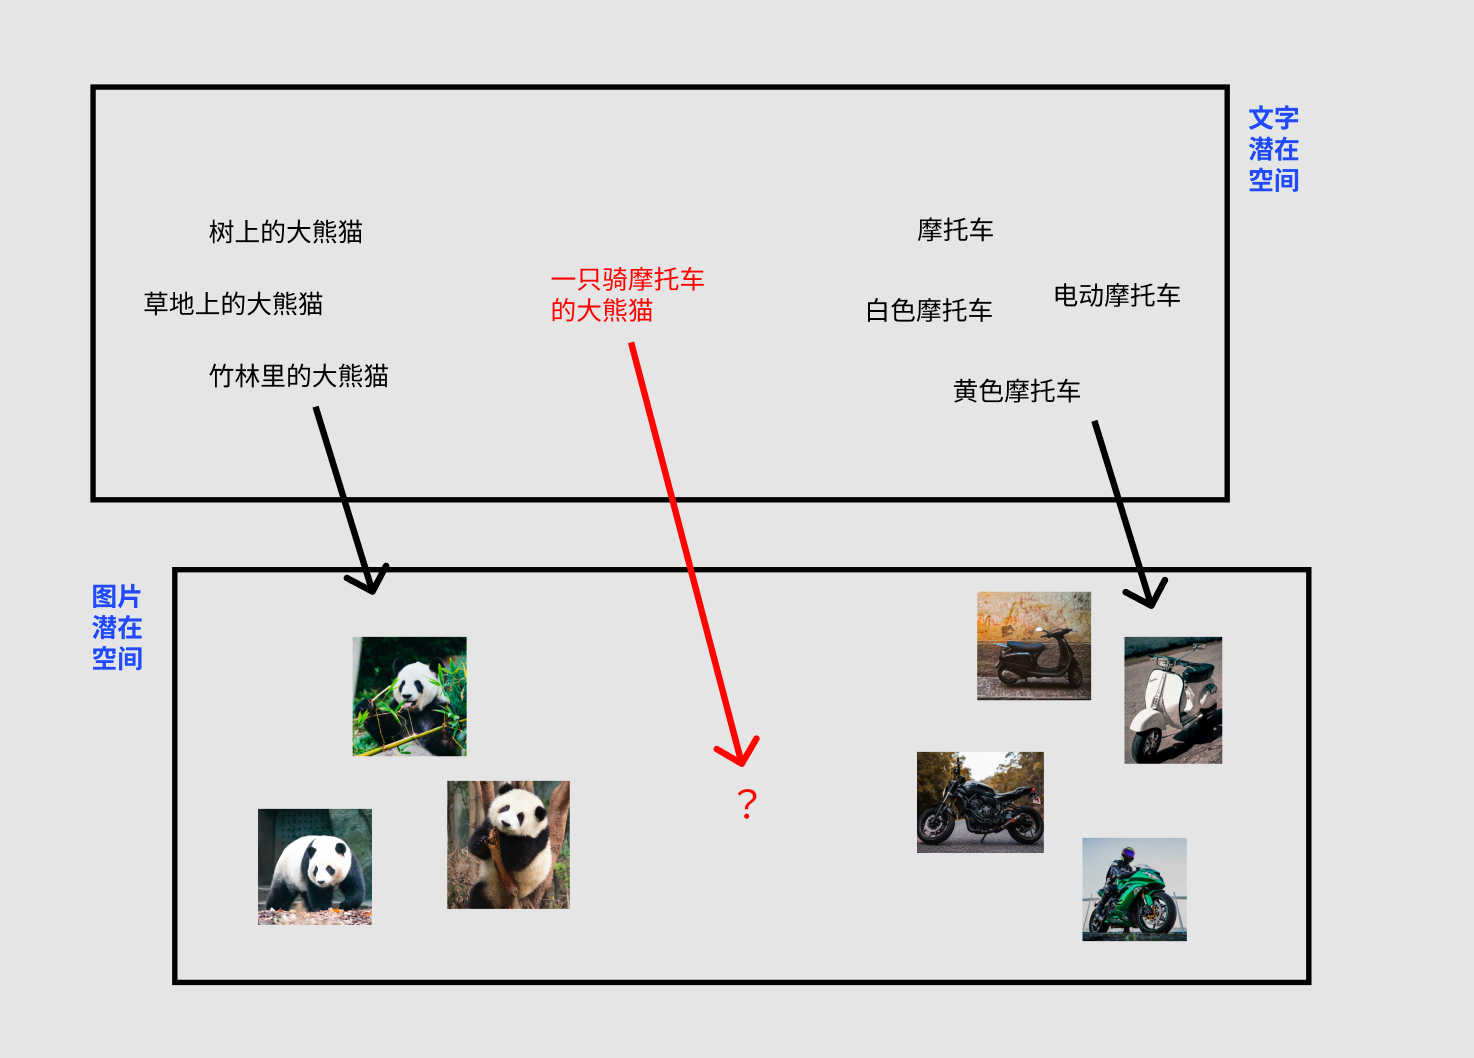 文字
潜在
空间
树上的大熊猫
摩托车
一只骑摩托车
的大熊猫
电动摩托车
草地上的大熊猫
白色摩托车
竹林里的大熊猫
黄色摩托车
图片
潜在
空间
？